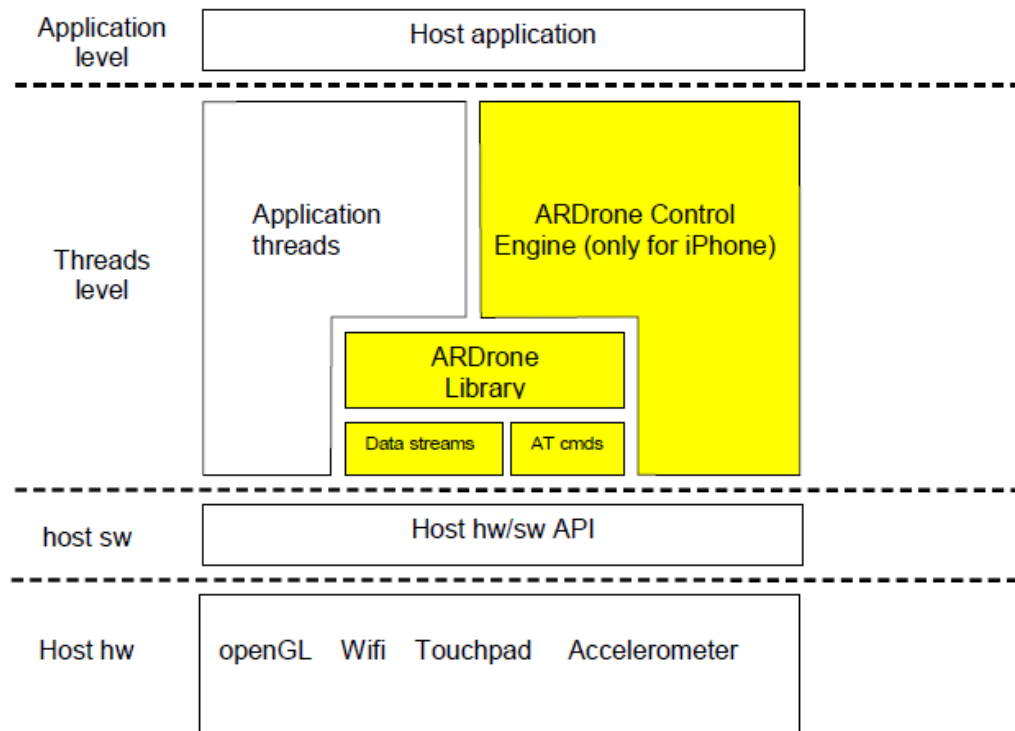 Application
level
Host application
Threads
level
Application
threads
ARDrone Control
Engine (only for iPhone)
ARDrone
Library
Data streams
AT cmds
host sw
Host hw/sw API
Host hw
openGL Wifi Touchpad Accelerometer